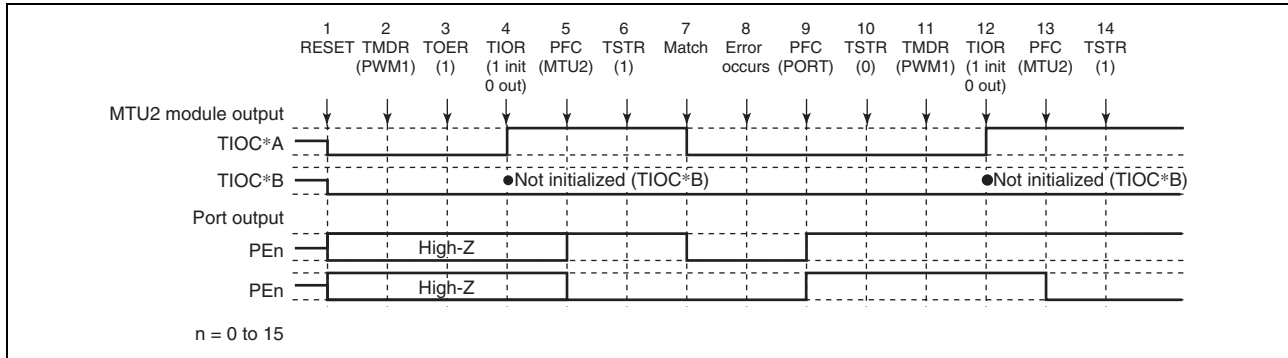 1 2 3 4 5 6 7 8 9 10 11 12 13 14
RESET TMDR TOER TIOR PFC TSTR Match Error PFC TSTR TMDR TIOR PFC TSTR
(PWM1) (1) (1 init (MTU2) (1) occurs (PORT) (0) (PWM1) (1 init (MTU2) (1)
0 out) 0 out)
MTU2 module output
TIOC*A
TIOC*B ●Not initialized (TIOC*B) ●Not initialized (TIOC*B)
Port output
PEn High-Z
PEn High-Z
n = 0 to 15